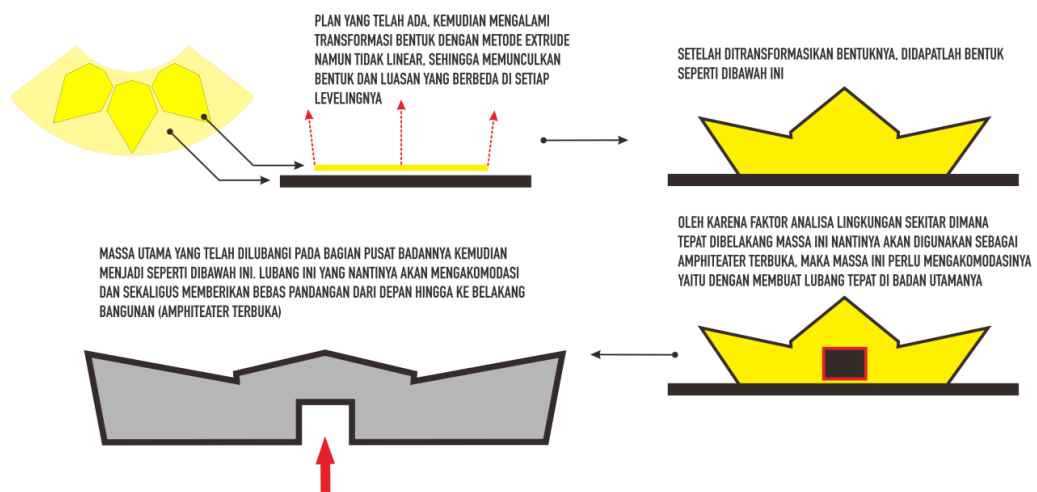 PLAN YANG TELAH ADA, KEMUDIAN MENGALAMI
TRANSFORMASI BENTUK DENGAN METODE EXTRUDE
NAMUN TIDAK LINEAR, SEHINGGA MEMUNCULKAN
BENTUK DAN LUASAN YANG BERBEDA DI SETIAP
LEVELINGNYA
SETELAH DITRANSFORMASIKAN BENTUKNYA, DIDAPATLAH BENTUK
SEPERTI DIBAWAH INI
OLEH KARENA FAKTOR ANALISA LINGKUNGAN SEKITAR DIMANA
TEPAT DIBELAKANG MASSA INI NANTINYA AKAN DIGUNAKAN SEBAGAI
AMPHITEATER TERBUKA, MAKA MASSA INI PERLU MENGAKOMODASINYA
YAITU DENGAN MEMBUAT LUBANG TEPAT DI BADAN UTAMANYA
MASSA UTAMA YANG TELAH DILUBANGI PADA BAGIAN PUSAT BADANNYA KEMUDIAN
MENJADI SEPERTI DIBAWAH INI. LUBANG INI YANG NANTINYA AKAN MENGAKOMODASI
DAN SEKALIGUS MEMBERIKAN BEBAS PANDANGAN DARI DEPAN HINGGA KE BELAKANG
BANGUNAN (AMPHITEATER TERBUKA)